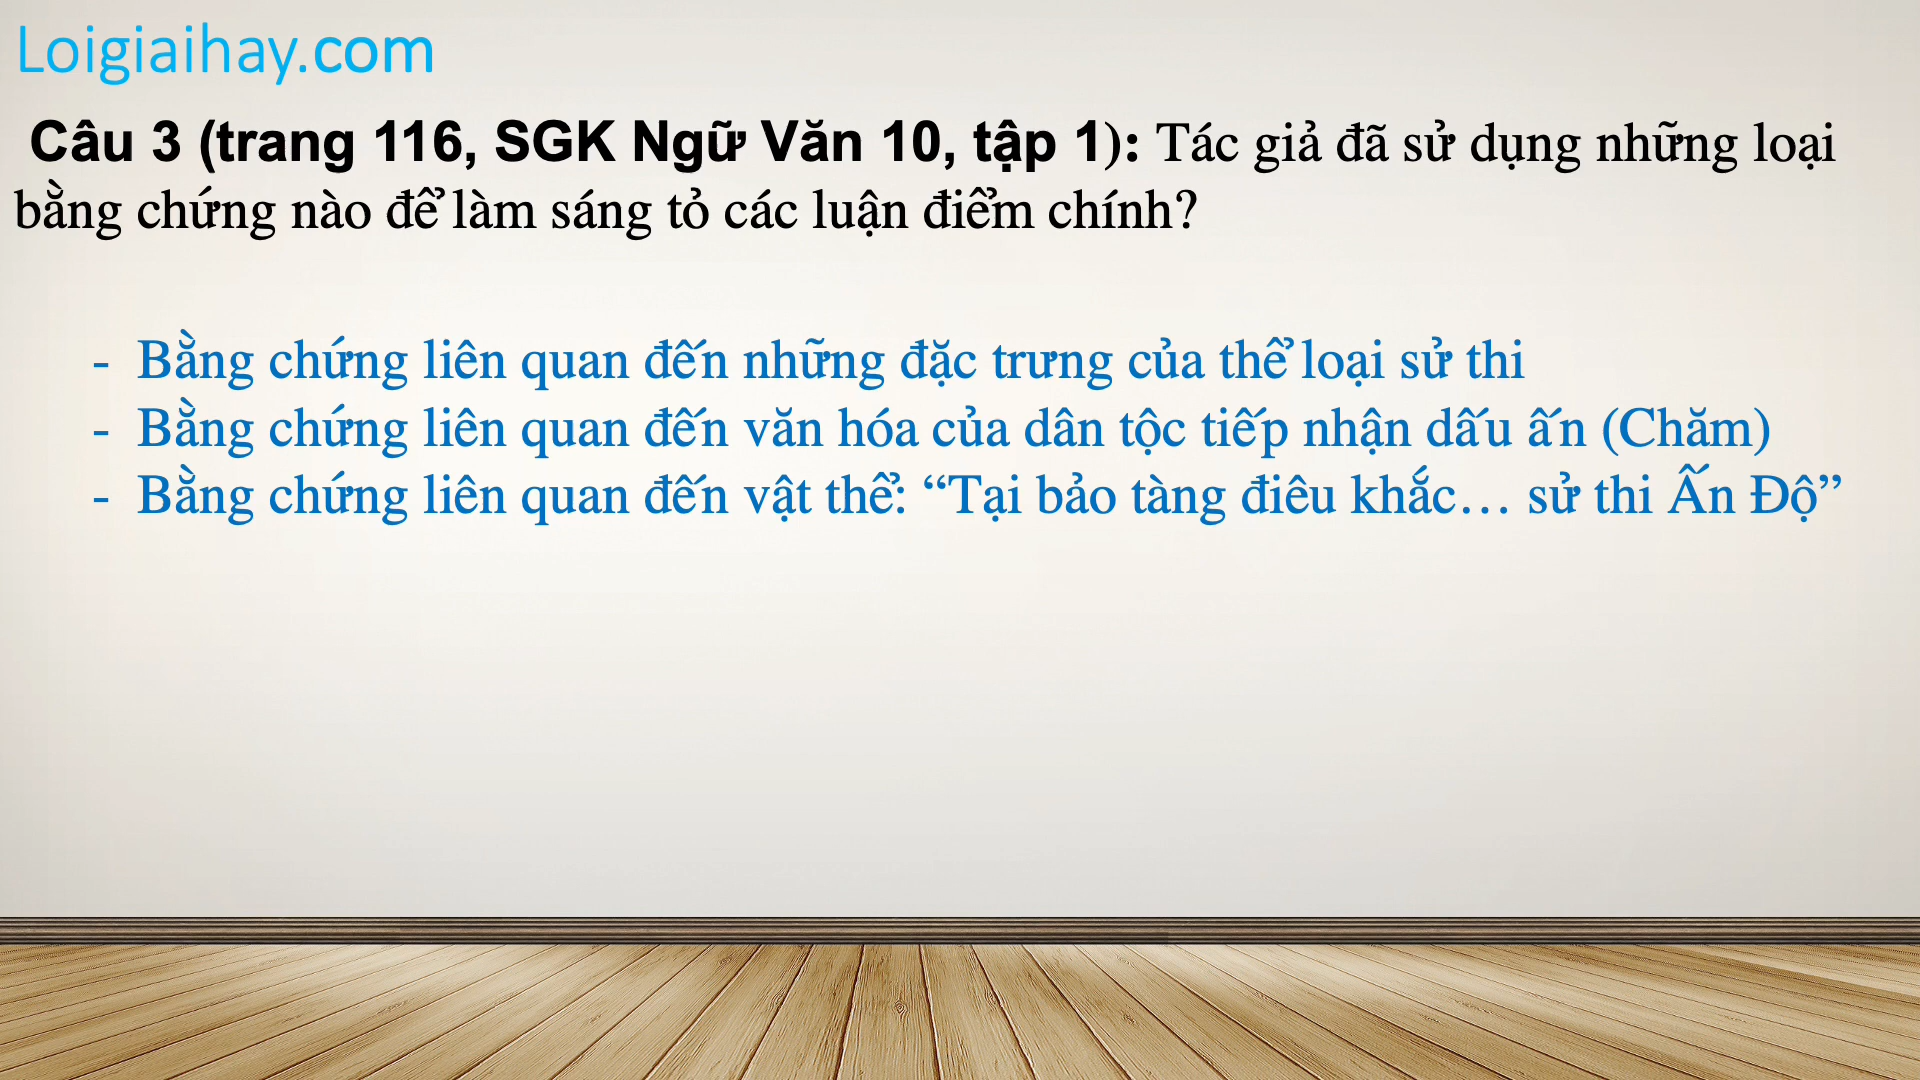 Loigiaihay.com
Câu 3 (trang 116, SGK Ngữ Văn 10, tập 1): Tác giả đã sử dụng những loại
bằng chứng nào để làm sáng tỏ các luận điểm chính?
- Bằng chứng liên quan đến những đặc trưng của thể loại sử thi
- Bằng chứng liên quan đến văn hóa của dân tộc tiếp nhận dấu ấn (Chăm)
- Bằng chứng liên quan đến vật thể: “Tại bảo tàng điêu khắc… sử thi Ấn Độ”